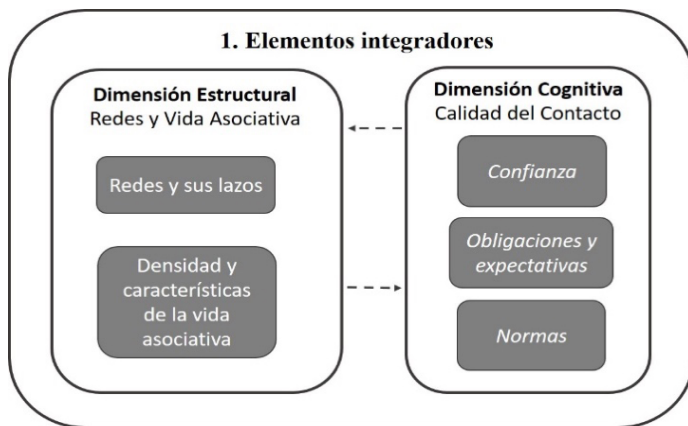 1. Elementos integradores
Dimensión Estructural
Redes y Vida Asociativa
Redes y sus lazos
Densidad y
características
de la vida
asociativa
Dimensión Cognitiva
Calidad del Contacto
Confianza
Obligaciones y
expectativas
Normas